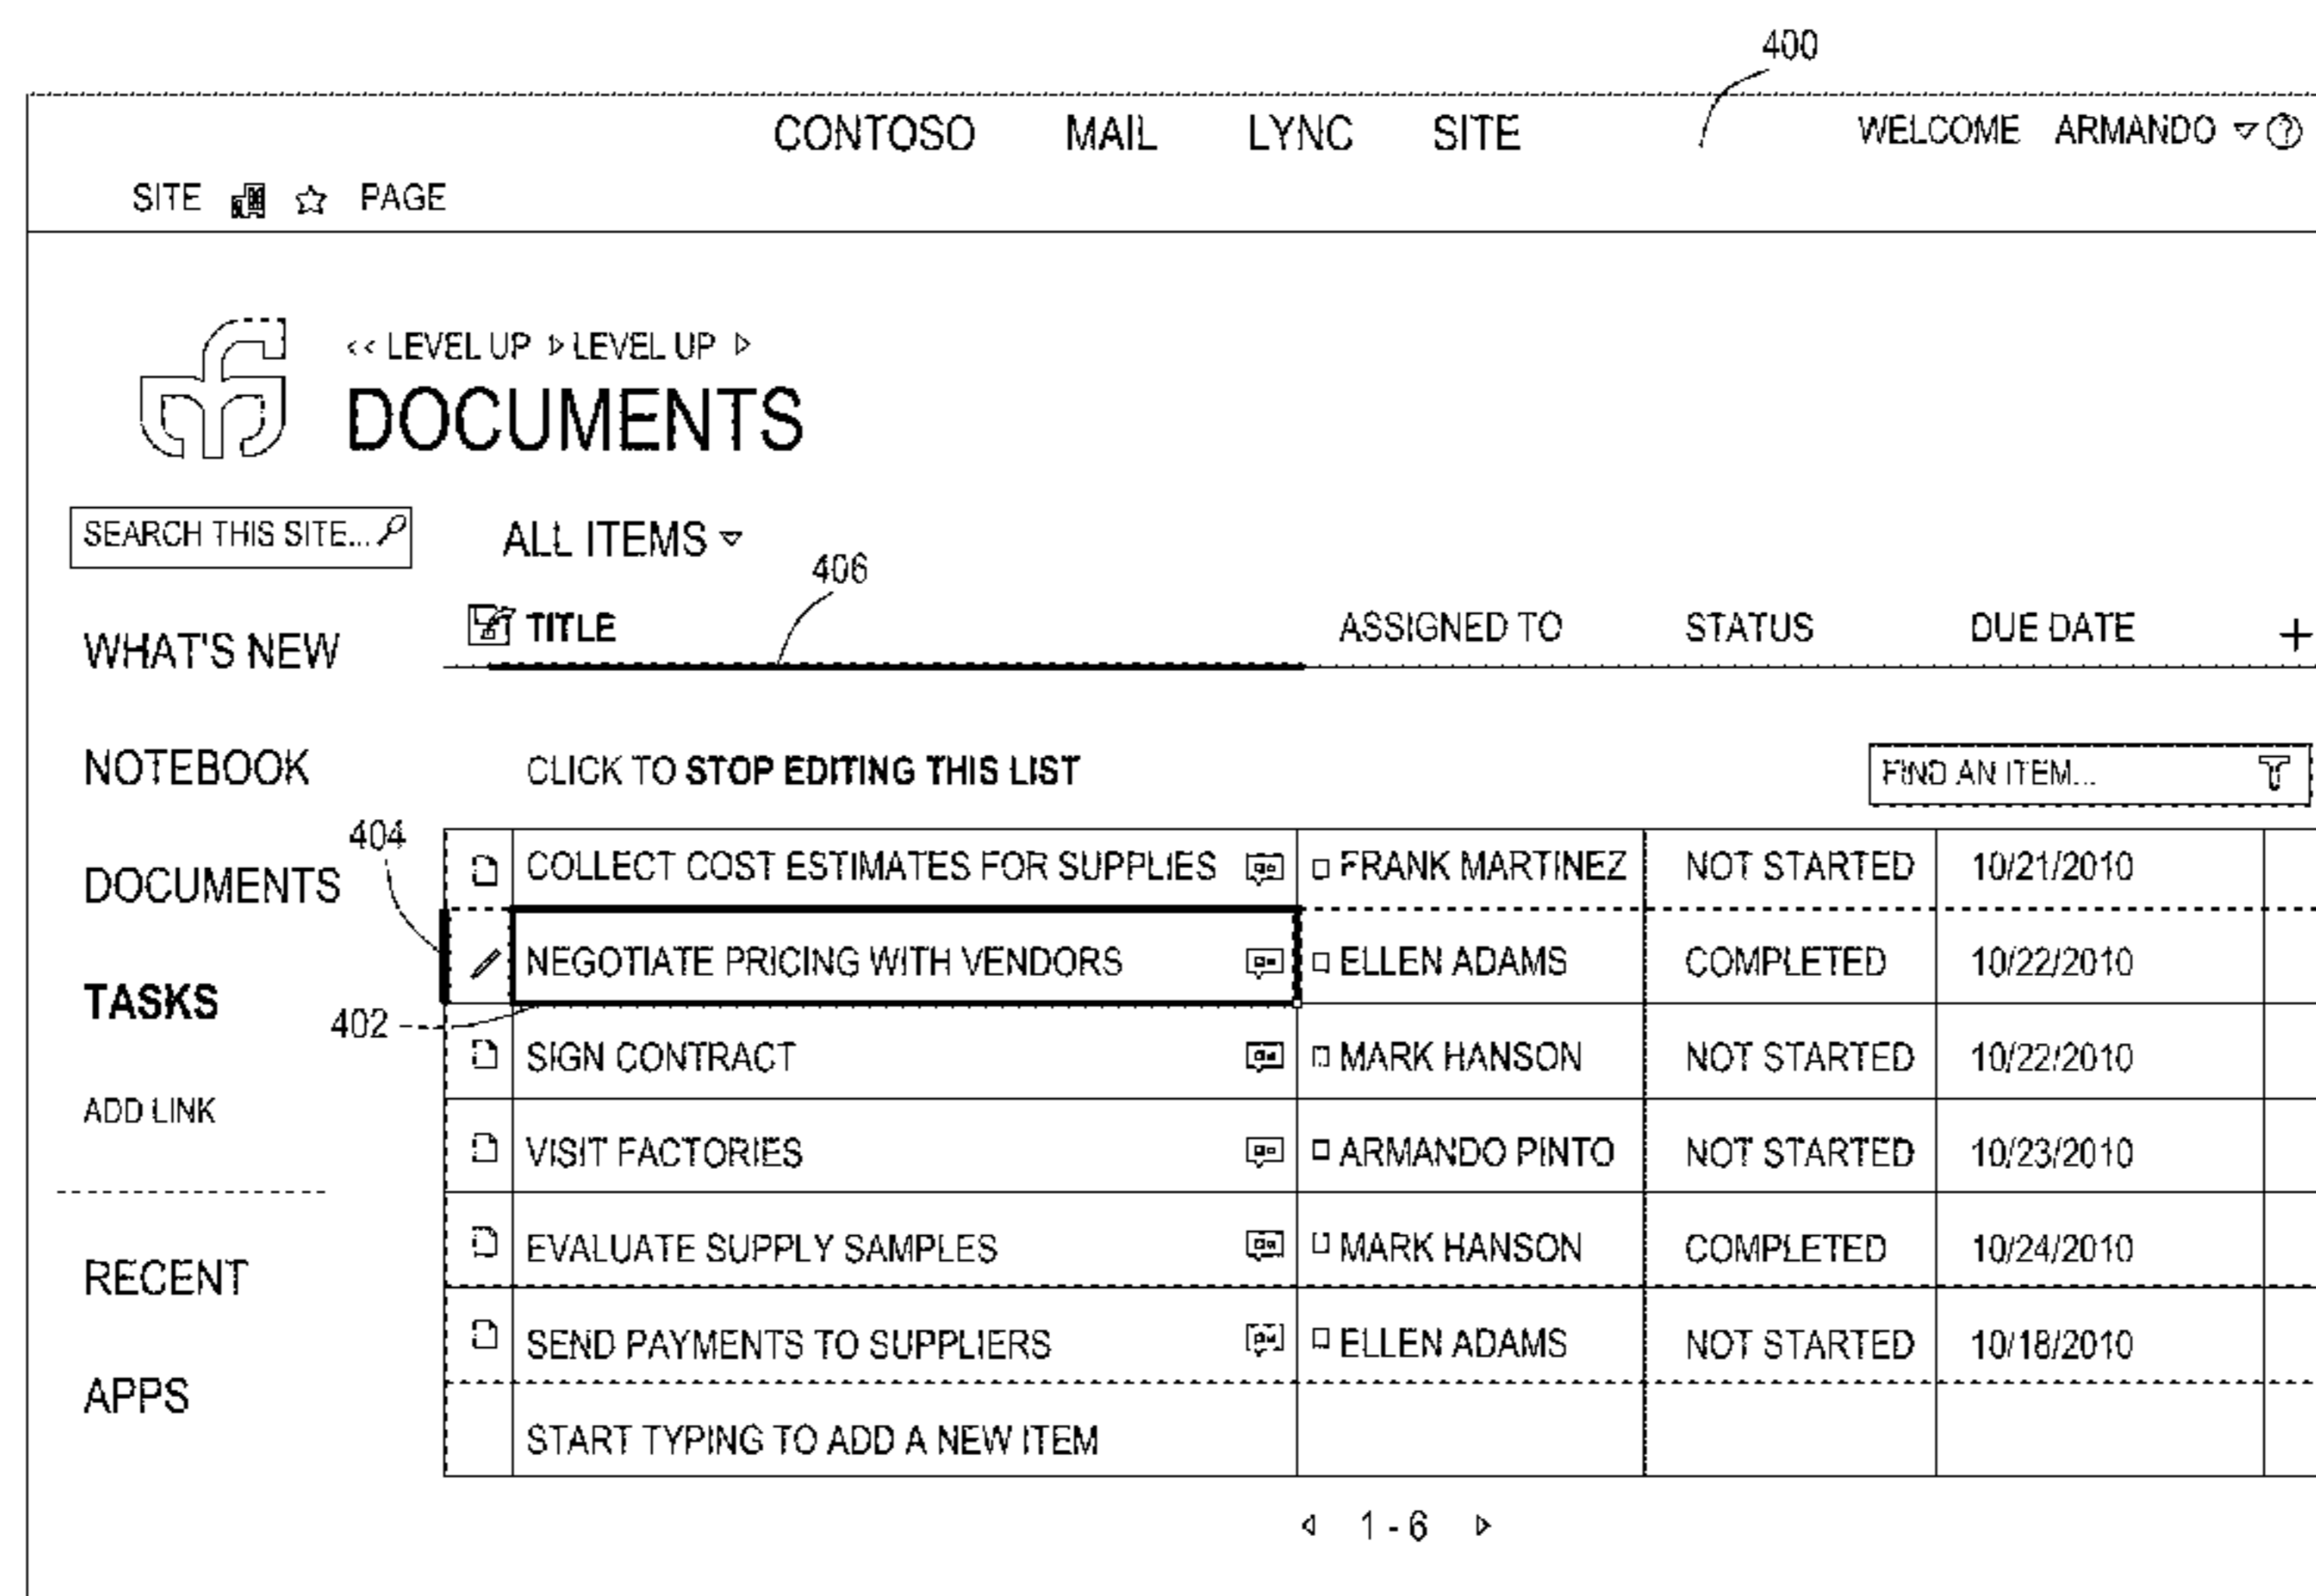 400
CONTOSO MAIL LYNC SITE WELCOME ARMANDO
SITE PAGE
<< LEVEL UP LEVEL UP
DOCUMENTS
SEARCH THIS SITE... ALL ITEMS
406
TITLE ASSIGNED TO STATUS DUE DATE +
WHAT'S NEW
NOTEBOOK CLICK TO STOP EDITING THIS LIST FIND AN ITEM...
404
COLLECT COST ESTIMATES FOR SUPPLIES FRANK MARTINEZ NOT STARTED 10/21/2010
DOCUMENTS
NEGOTIATE PRICING WITH VENDORS ELLEN ADAMS COMPLETED 10/22/2010
TASKS
402
SIGN CONTRACT MARK HANSON NOT STARTED 10/22/2010
ADD LINK
VISIT FACTORIES ARMANDO PINTO NOT STARTED 10/23/2010
EVALUATE SUPPLY SAMPLES MARK HANSON COMPLETED 10/24/2010
RECENT
SEND PAYMENTS TO SUPPLIERS ELLEN ADAMS NOT STARTED 10/18/2010
APPS
START TYPING TO ADD A NEW ITEM
1 - 6